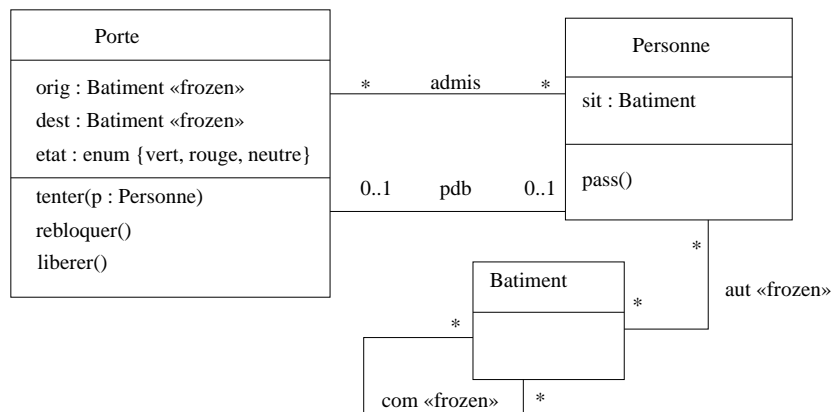 Porte
orig : Batiment «frozen»
dest : Batiment «frozen»
etat : enum {vert, rouge, neutre}
tenter(p : Personne)
rebloquer()
liberer()
* admis *
0..1 pdb 0..1
Personne
sit : Batiment
pass()
*
aut «frozen»
Batiment
*
*
com «frozen» *